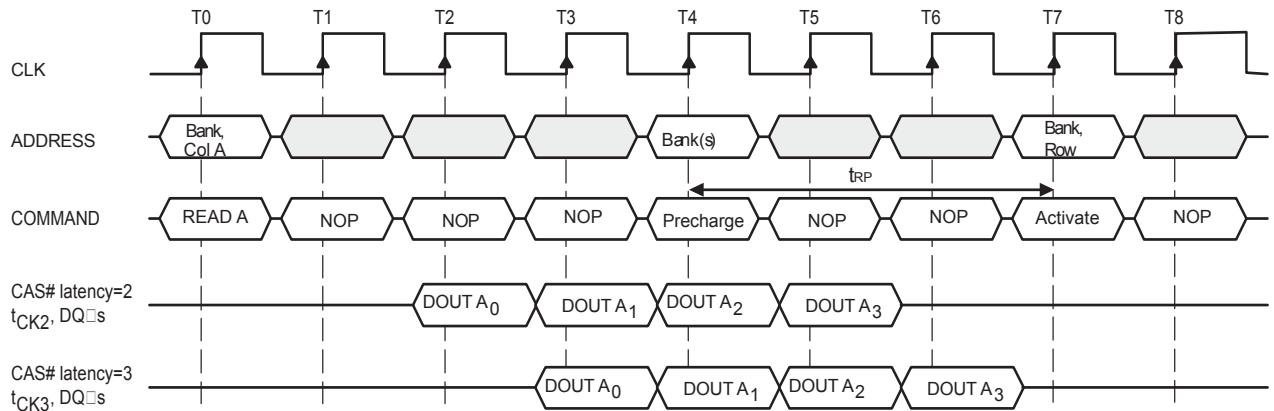 T0 T1 T2 T3 T4 T5 T6 T7 T8
CLK
ADDRESS
Bank,
Col A
Bank(s)
Bank,
Row
tRP
COMMAND
READ A NOP NOP NOP Precharge NOP NOP Activate NOP
CAS# latency=2
tCK2, DQ□s
DOUT A0 DOUT A1 DOUT A2 DOUT A3
CAS# latency=3
tCK3, DQ□s
DOUT A0 DOUT A1 DOUT A2 DOUT A3